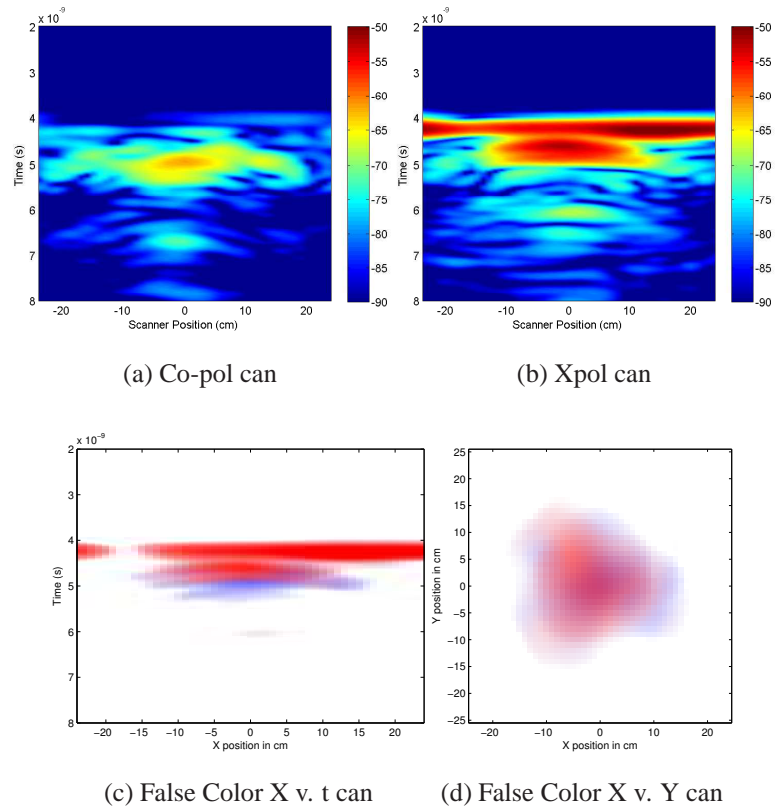 x 10⁻⁹
2
3
4
5
6
7
8
Time (s)
-20 -10 0 10 20
Scanner Position (cm)
-50
-55
-60
-65
-70
-75
-80
-85
-90
x 10⁻⁹
2
3
4
5
6
7
8
Time (s)
-20 -10 0 10 20
Scanner Position (cm)
-50
-55
-60
-65
-70
-75
-80
-85
-90
(a) Co-pol can
(b) Xpol can
x 10⁻⁹
2
3
4
5
6
7
8
Time (s)
−20 −15 −10 −5 0 5 10 15 20
X position in cm
25
20
15
10
5
0
−5
−10
−15
−20
−25
Y position in cm
−20 −10 0 10 20
X position in cm
(c) False Color X v. t can
(d) False Color X v. Y can